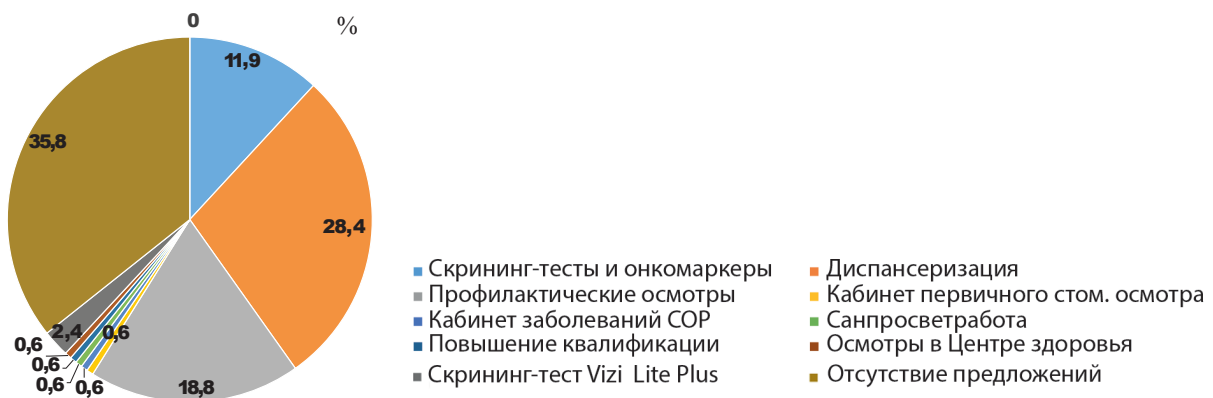 0
%
11,9
35,8
28,4
2,4
0,6
0,6
0,6
0,6
0,6
18,8
Скрининг-тесты и онкомаркеры
Диспансеризация
Профилактические осмотры
Кабинет первичного стом. осмотра
Кабинет заболеваний СОР
Санпросветработа
Повышение квалификации
Осмотры в Центре здоровья
Скрининг-тест Vizi Lite Plus
Отсутствие предложений